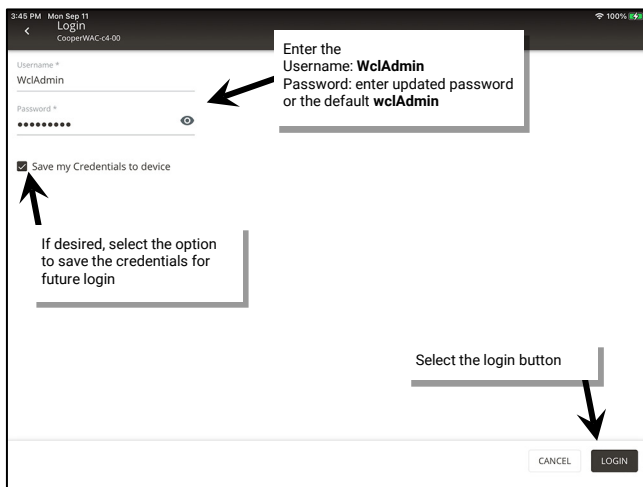 3:45 PM Mon Sep 11
100%
Login
CooperWAC-c4-00
Enter the
Username: WclAdmin
Password: enter updated password
or the default wclAdmin
Username *
WclAdmin
Password *
•••••••••
Save my Credentials to device
If desired, select the option
to save the credentials for
future login
Select the login button
CANCEL
LOGIN